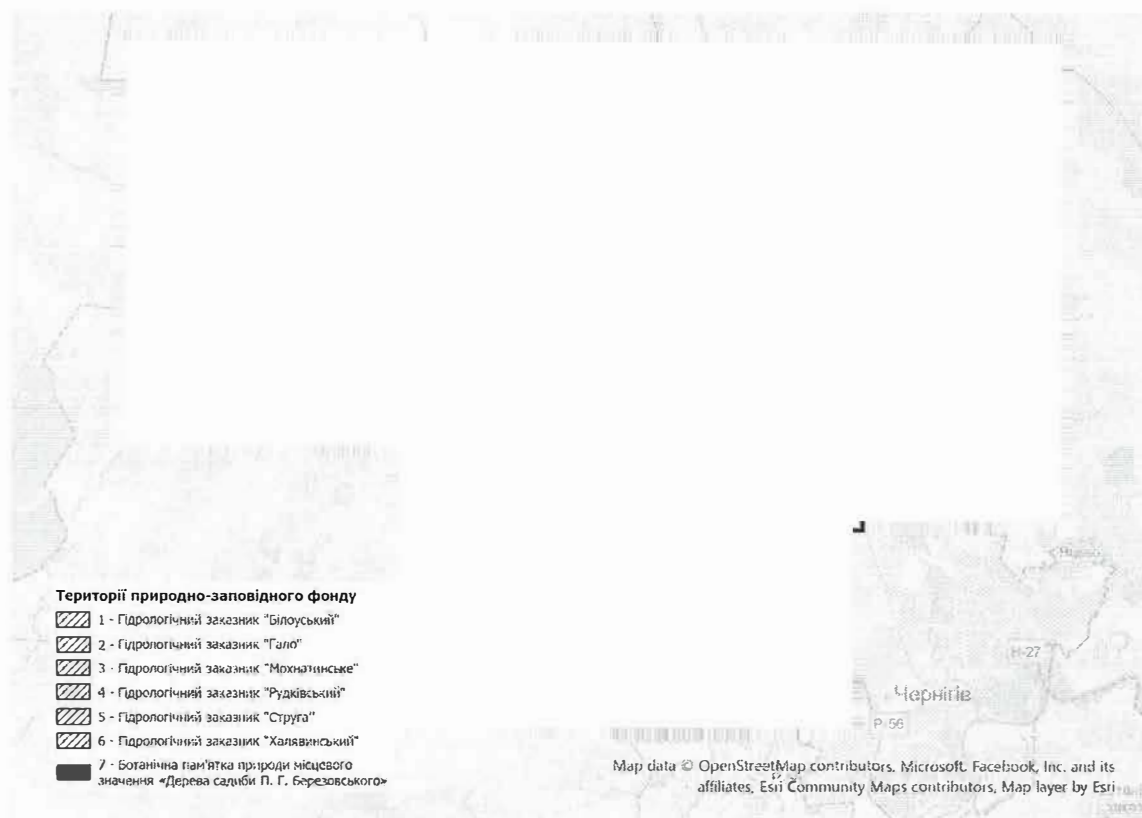 Території природно-заповідного фонду
1 - Гідрологічний заказник "Білоуський"
2 - Гідрологічний заказник "Гало"
3 - Гідрологічний заказник "Мохнатинське"
4 - Гідрологічний заказник "Рудківський"
5 - Гідрологічний заказник "Струга"
6 - Гідрологічний заказник "Халявинський"
7 - Ботанічна пам'ятка природи місцевого
значення «Дерева садиби П. Г. Березовського»
Н-27
Чернігів
Р-56
Map data © OpenStreetMap contributors, Microsoft, Facebook, Inc. and its
affiliates, Esri Community Maps contributors, Map layer by Esri